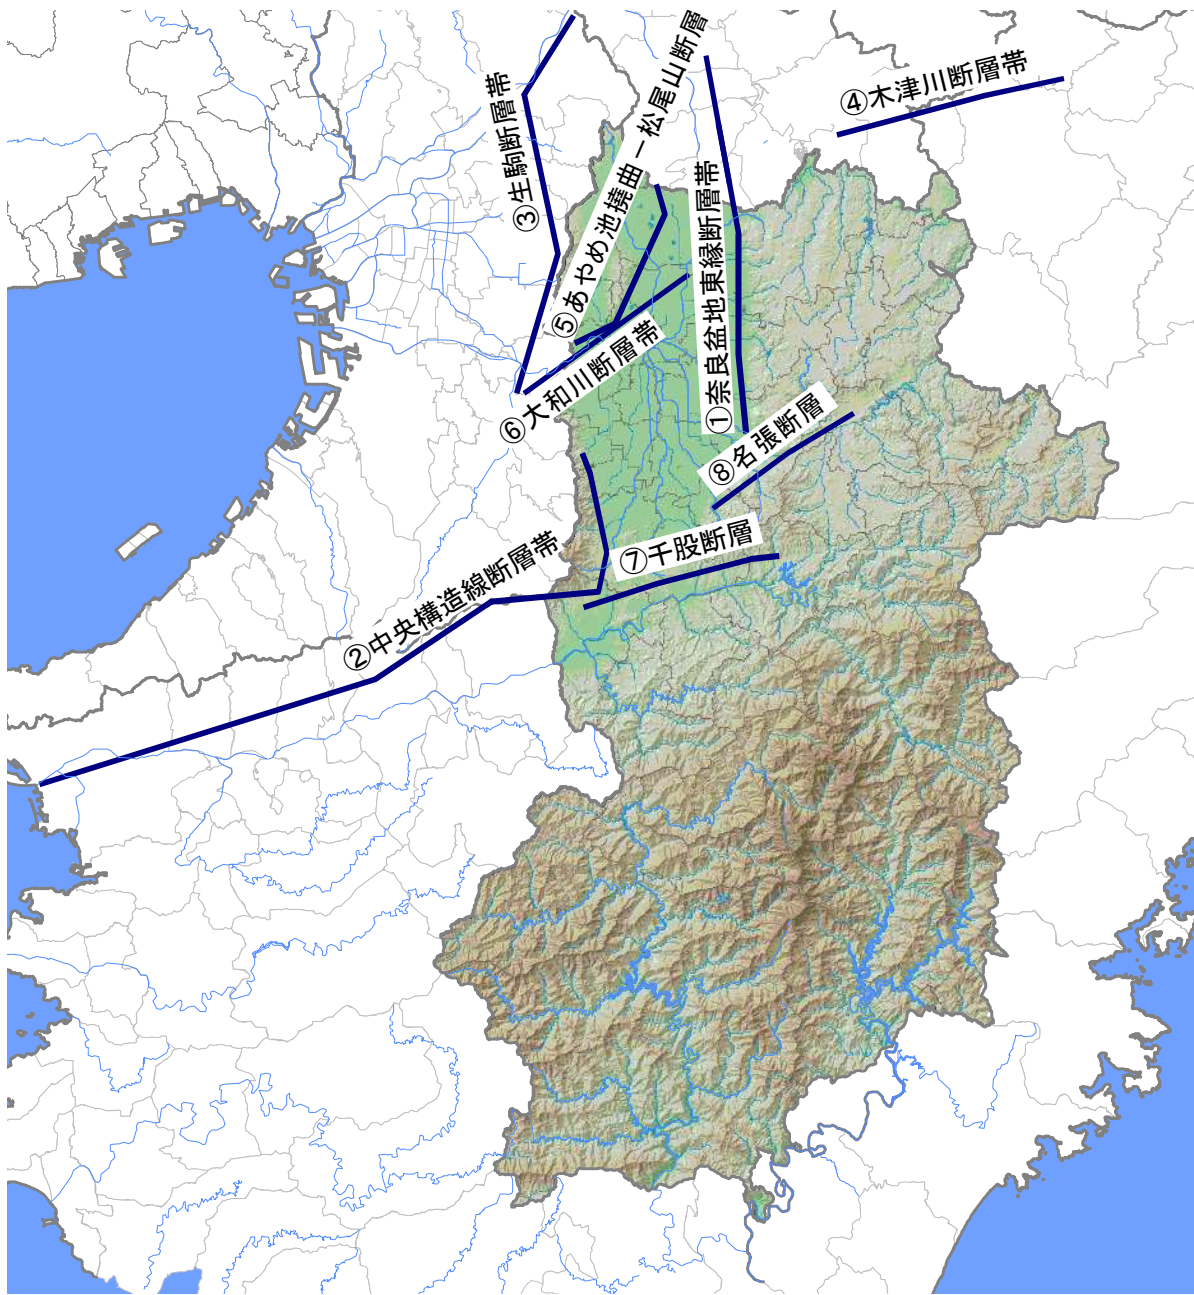 ①奈良盆地東縁断層帯
②中央構造線断層帯
③生駒断層帯
④木津川断層帯
⑤あやめ池撓曲－松尾山断層
⑥大和川断層帯
⑦千股断層
⑧名張断層